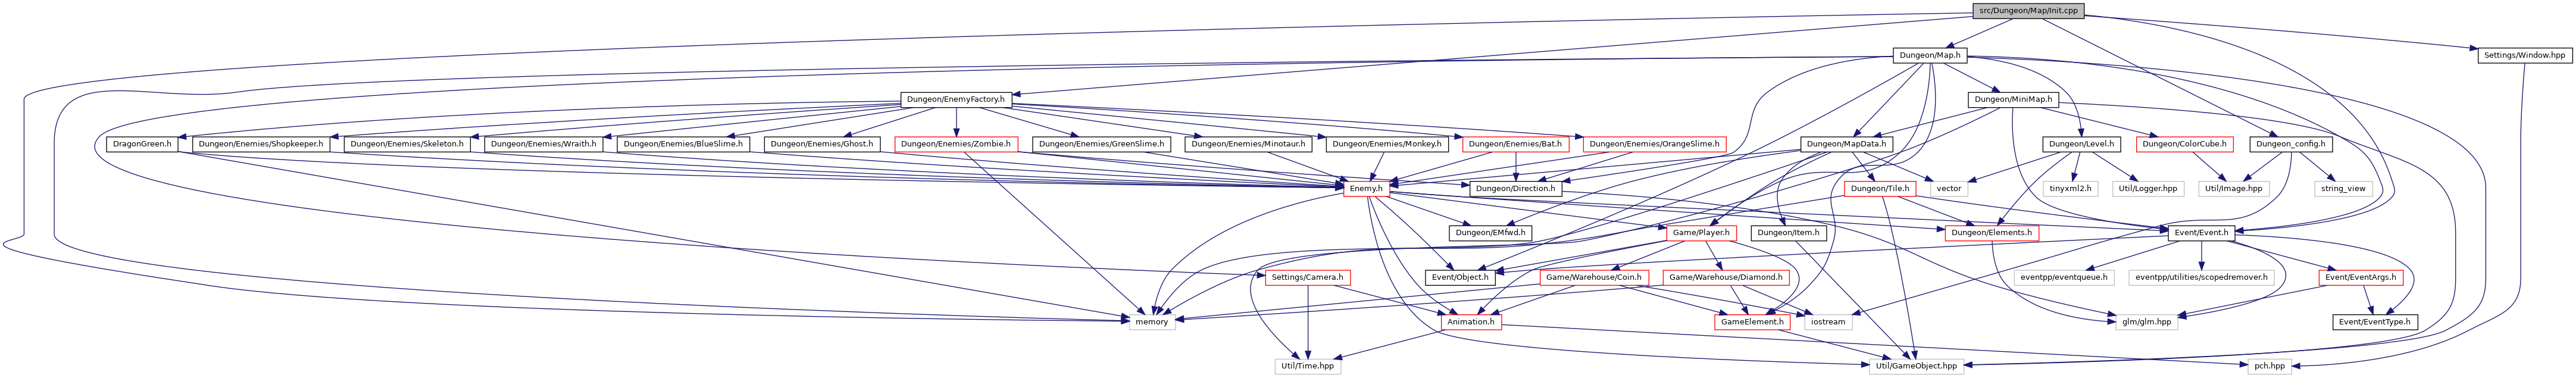 src/Dungeon/Map/Init.cpp
Dungeon/Map.h
Settings/Window.hpp
Dungeon/EnemyFactory.h
Dungeon/MiniMap.h
DragonGreen.h
Dungeon/Enemies/Shopkeeper.h
Dungeon/Enemies/Skeleton.h
Dungeon/Enemies/Wraith.h
Dungeon/Enemies/BlueSlime.h
Dungeon/Enemies/Ghost.h
Dungeon/Enemies/Zombie.h
Dungeon/Enemies/GreenSlime.h
Dungeon/Enemies/Minotaur.h
Dungeon/Enemies/Monkey.h
Dungeon/Enemies/Bat.h
Dungeon/Enemies/OrangeSlime.h
Dungeon/MapData.h
Dungeon/Level.h
Dungeon/ColorCube.h
Dungeon_config.h
Enemy.h
Dungeon/Direction.h
Dungeon/Tile.h
vector
tinyxml2.h
Util/Logger.hpp
Util/Image.hpp
string_view
Dungeon/EMfwd.h
Game/Player.h
Dungeon/Item.h
Dungeon/Elements.h
Event/Event.h
Settings/Camera.h
Event/Object.h
Game/Warehouse/Coin.h
Game/Warehouse/Diamond.h
eventpp/eventqueue.h
eventpp/utilities/scopedremover.h
Event/EventArgs.h
memory
Animation.h
GameElement.h
iostream
glm/glm.hpp
Event/EventType.h
Util/Time.hpp
Util/GameObject.hpp
pch.hpp